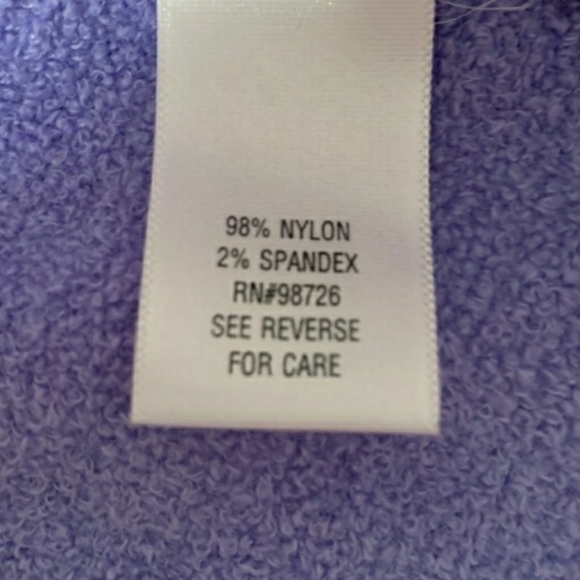 98% NYLON
2% SPANDEX
RN#98726
SEE REVERSE
FOR CARE